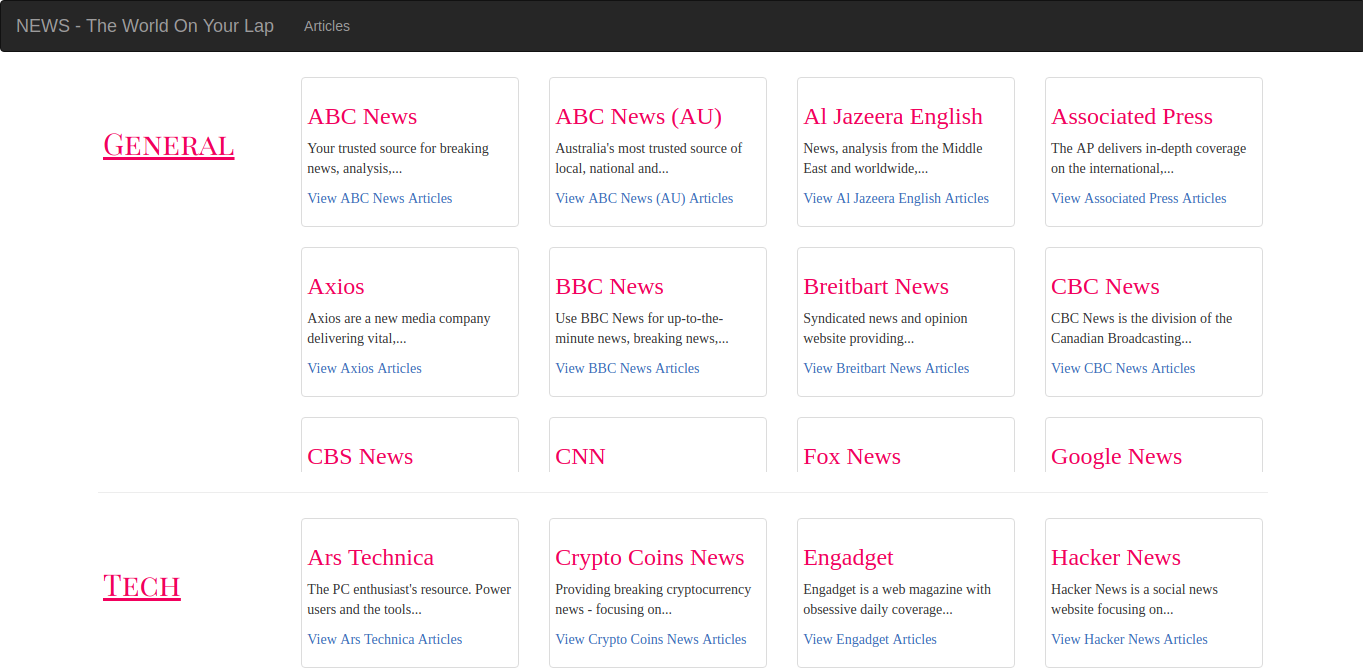 NEWS - The World On Your Lap Articles
General
ABC News
Your trusted source for breaking
news, analysis,...
View ABC News Articles
ABC News (AU)
Australia's most trusted source of
local, national and...
View ABC News (AU) Articles
Al Jazeera English
News, analysis from the Middle
East and worldwide,...
View Al Jazeera English Articles
Associated Press
The AP delivers in-depth coverage
on the international,...
View Associated Press Articles
Axios
Axios are a new media company
delivering vital,...
View Axios Articles
BBC News
Use BBC News for up-to-the-
minute news, breaking news,...
View BBC News Articles
Breitbart News
Syndicated news and opinion
website providing...
View Breitbart News Articles
CBC News
CBC News is the division of the
Canadian Broadcasting...
View CBC News Articles
CBS News
CNN
Fox News
Google News
Tech
Ars Technica
The PC enthusiast's resource. Power
users and the tools...
View Ars Technica Articles
Crypto Coins News
Providing breaking cryptocurrency
news - focusing on...
View Crypto Coins News Articles
Engadget
Engadget is a web magazine with
obsessive daily coverage...
View Engadget Articles
Hacker News
Hacker News is a social news
website focusing on...
View Hacker News Articles